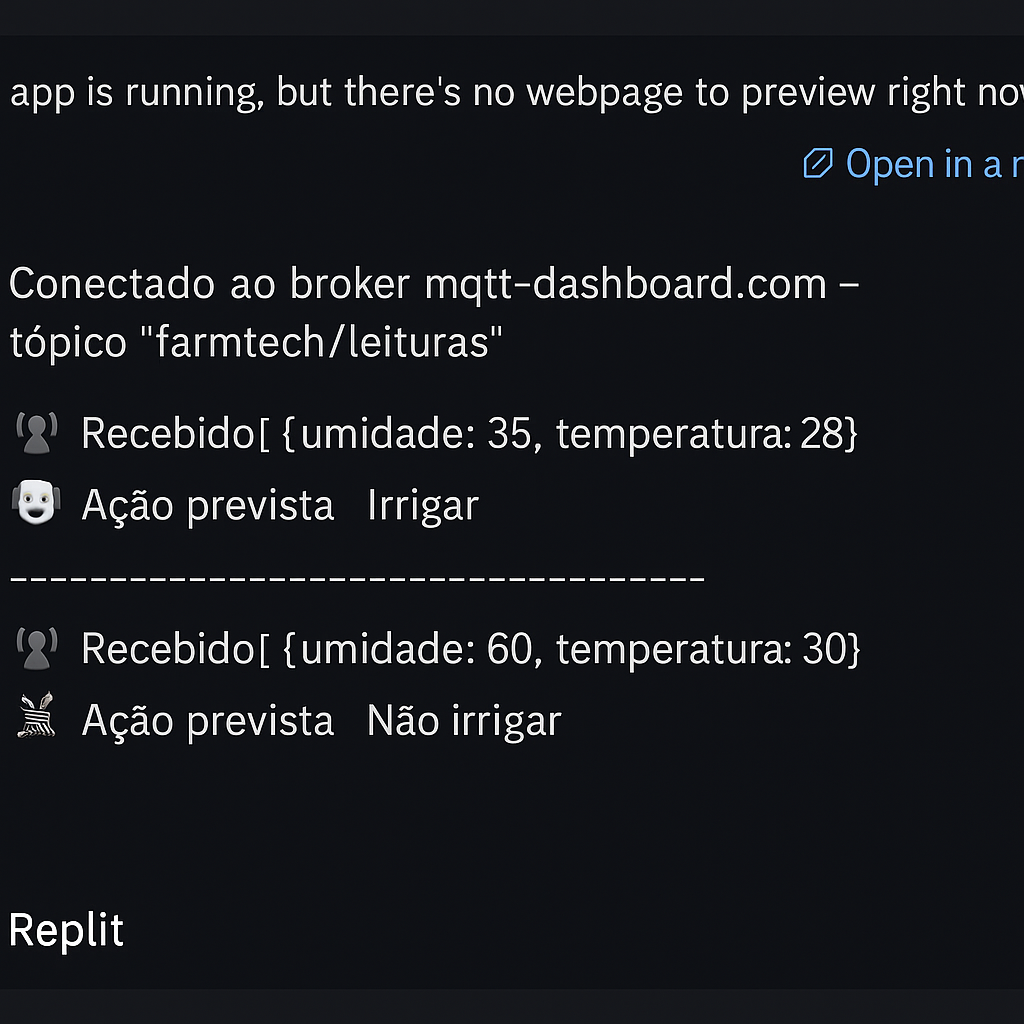 app is running, but there's no webpage to preview right
Open in a
Conectado ao broker mqtt-dashboard.com –
tópico "farmtech/leituras"
Recebido[ {umidade: 35, temperatura: 28}
Ação prevista Irrigar
-----------------------------------
Recebido[ {umidade: 60, temperatura: 30}
Ação prevista Não irrigar
Replit